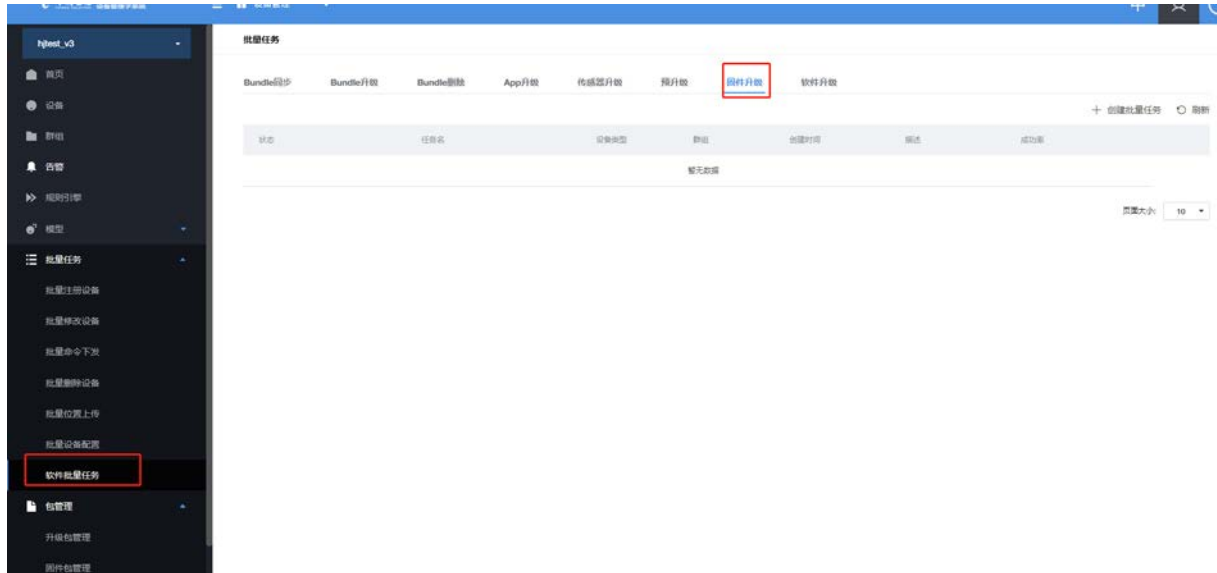 设备管理
hjtest_v3
批量任务
首页
设备
群组
告警
规则引擎
模型
批量任务
批量注册设备
批量修改设备
批量命令下发
批量删除设备
批量位置上传
批量设备配置
软件批量任务
包管理
升级包管理
固件包管理
Bundle同步 Bundle升级 Bundle删除 App升级 传感器升级 预升级 固件升级 软件升级
创建批量任务 刷新
状态 任务名 设备类型 群组 创建时间 描述 成功率
暂无数据
页面大小: 10